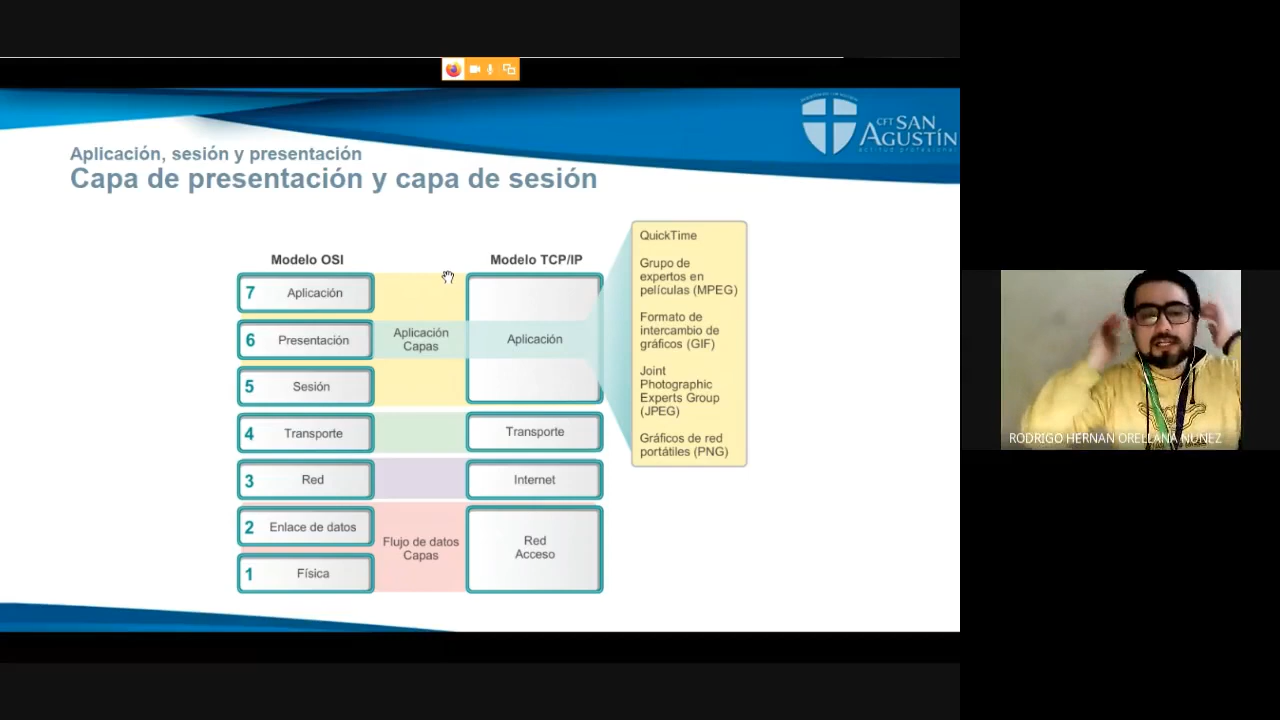 CFT SAN
AGUSTÍN
Aplicación, sesión y presentación
Capa de presentación y capa de sesión
Modelo OSI
Modelo TCP/IP
7 Aplicación
6 Presentación
5 Sesión
4 Transporte
3 Red
2 Enlace de datos
1 Física
Aplicación
Capas
Flujo de datos
Capas
Aplicación
Transporte
Internet
Red
Acceso
QuickTime
Grupo de
expertos en
películas (MPEG)
Formato de
intercambio de
gráficos (GIF)
Joint
Photographic
Experts Group
(JPEG)
Gráficos de red
portátiles (PNG)
RODRIGO HERNAN ORELLANA NUÑEZ